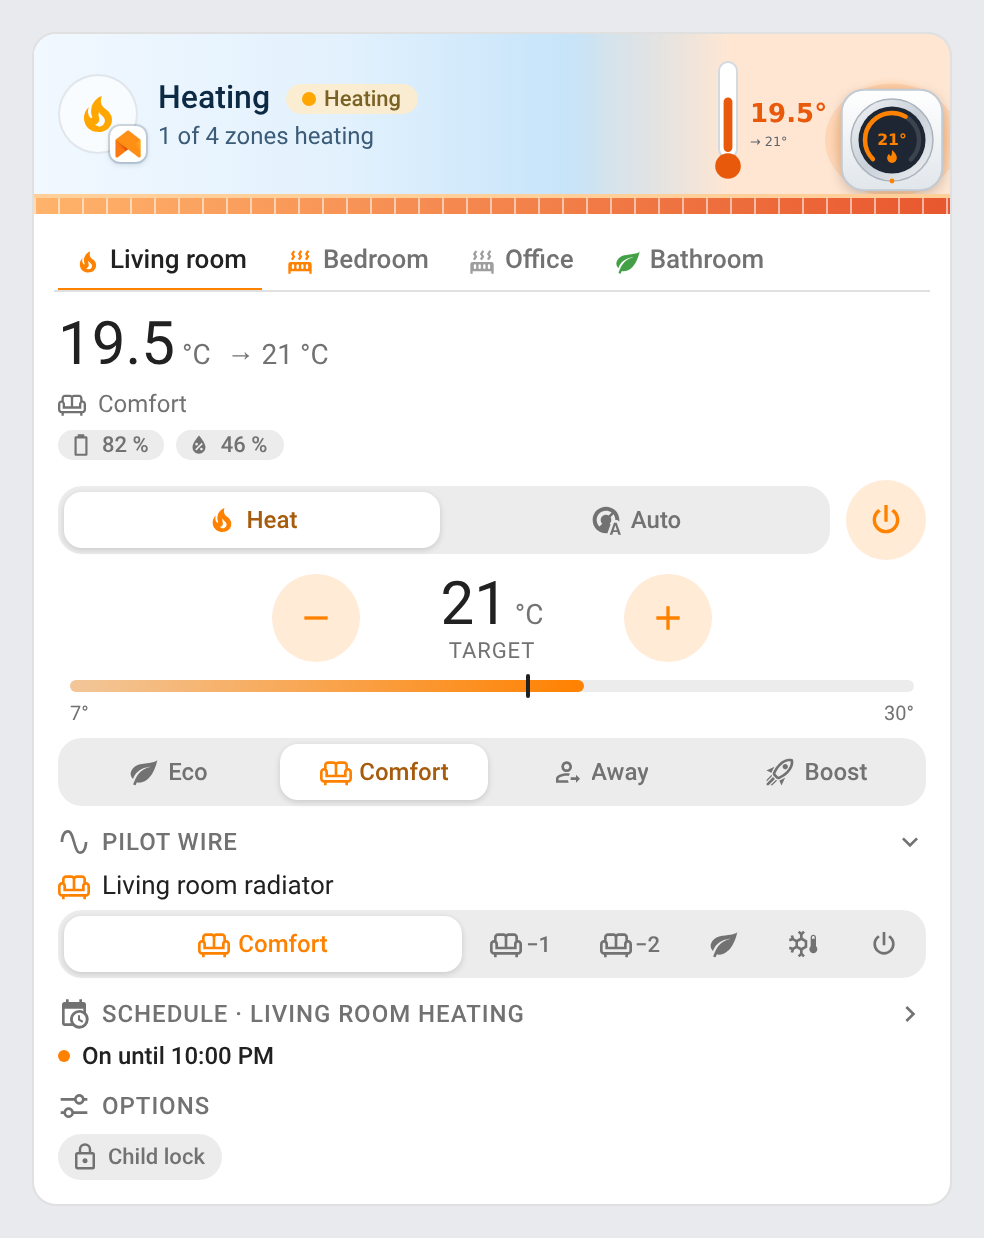 Heating Heating
1 of 4 zones heating
19.5°
→ 21°
21°
Living room Bedroom Office Bathroom
19.5 °C → 21 °C
Comfort
82 % 46 %
Heat Auto
21 °C
TARGET
7° 30°
Eco Comfort Away Boost
PILOT WIRE
Living room radiator
Comfort −1 −2
SCHEDULE · LIVING ROOM HEATING
On until 10:00 PM
OPTIONS
Child lock